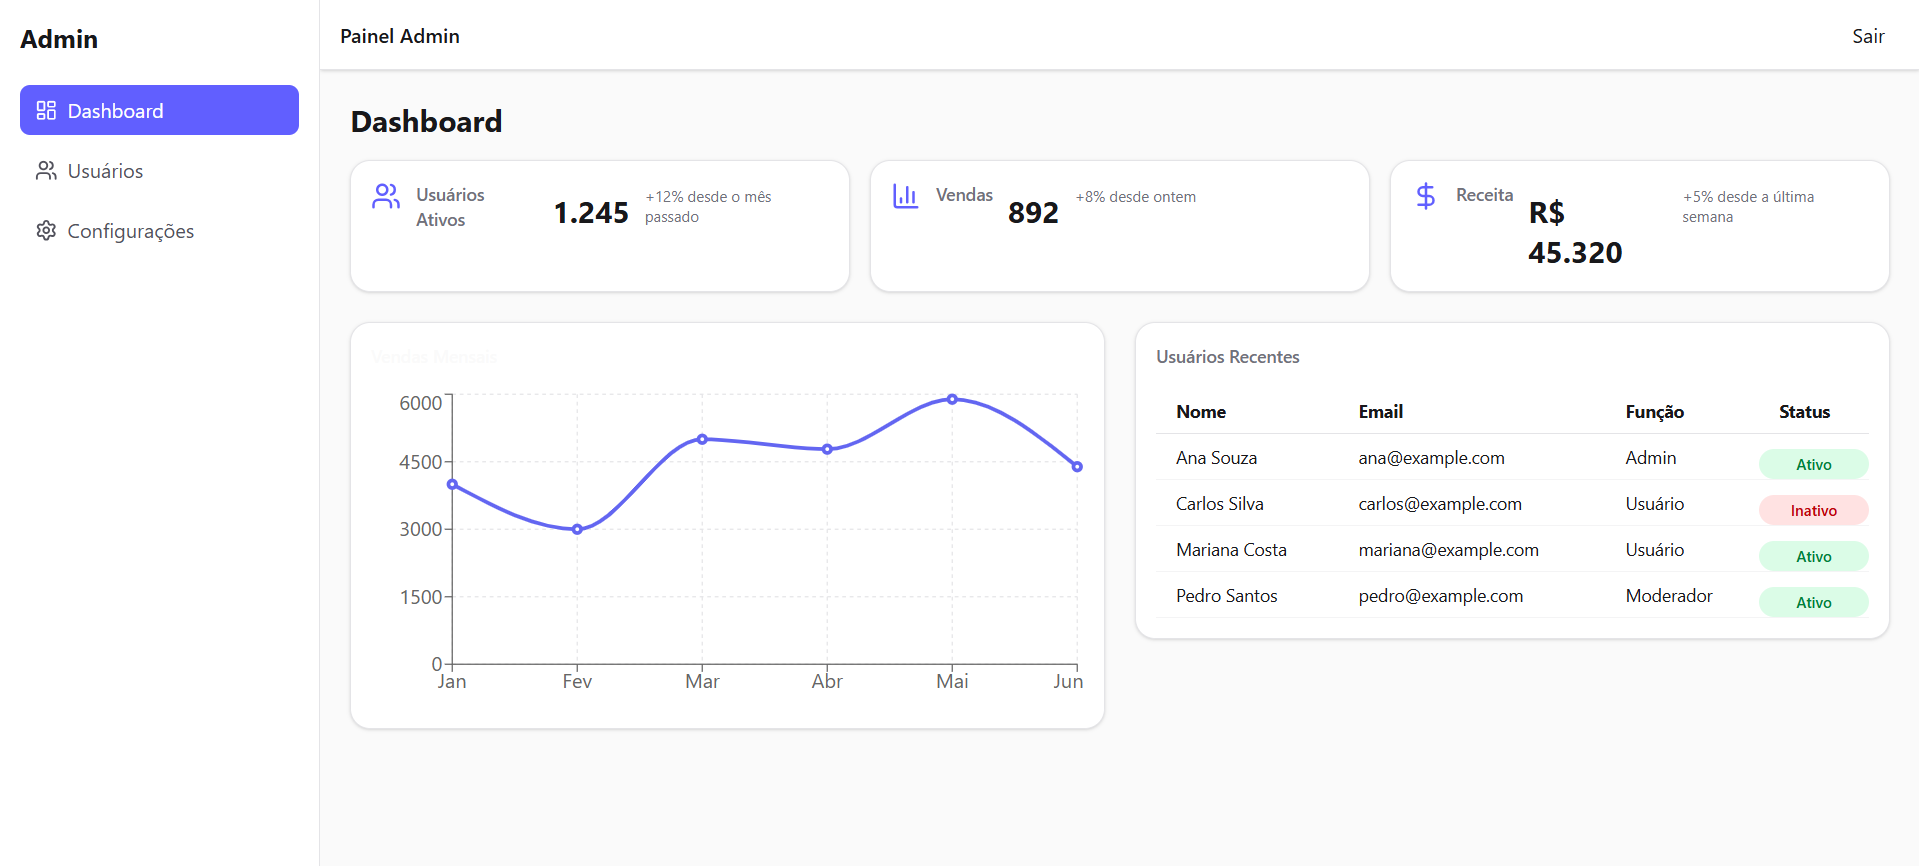 Admin
Dashboard
Usuários
Configurações
Painel Admin
Sair
Dashboard
Usuários
Ativos
1.245
+12% desde o mês
passado
Vendas
892
+8% desde ontem
Receita
R$
45.320
+5% desde a última
semana
Vendas Mensais
6000
4500
3000
1500
0
Jan Fev Mar Abr Mai Jun
Usuários Recentes
Nome Email Função Status
Ana Souza ana@example.com Admin Ativo
Carlos Silva carlos@example.com Usuário Inativo
Mariana Costa mariana@example.com Usuário Ativo
Pedro Santos pedro@example.com Moderador Ativo